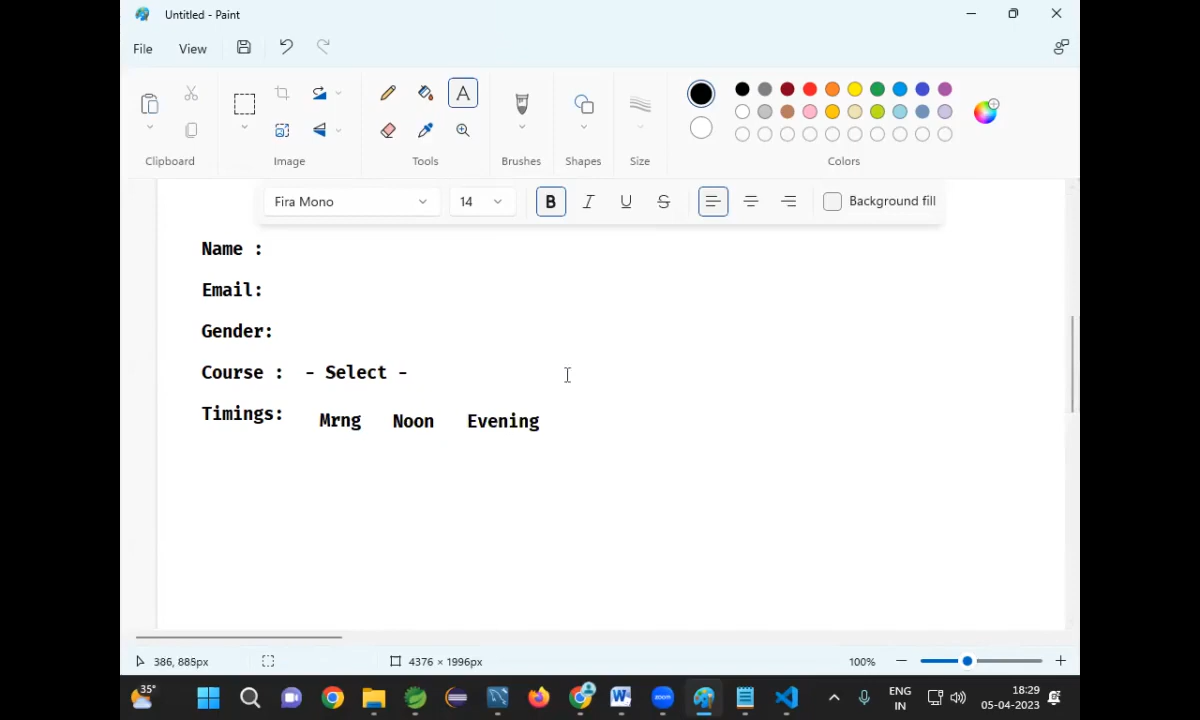 Untitled - Paint
File View
Clipboard Image Tools Brushes Shapes Size Colors
Fira Mono 14 B I U S Background fill
Name :
Email:
Gender:
Course : - Select -
Timings: Mrng Noon Evening
386, 885px 4376 × 1996px 100%
35° zoom ENG 18:29
IN 05-04-2023